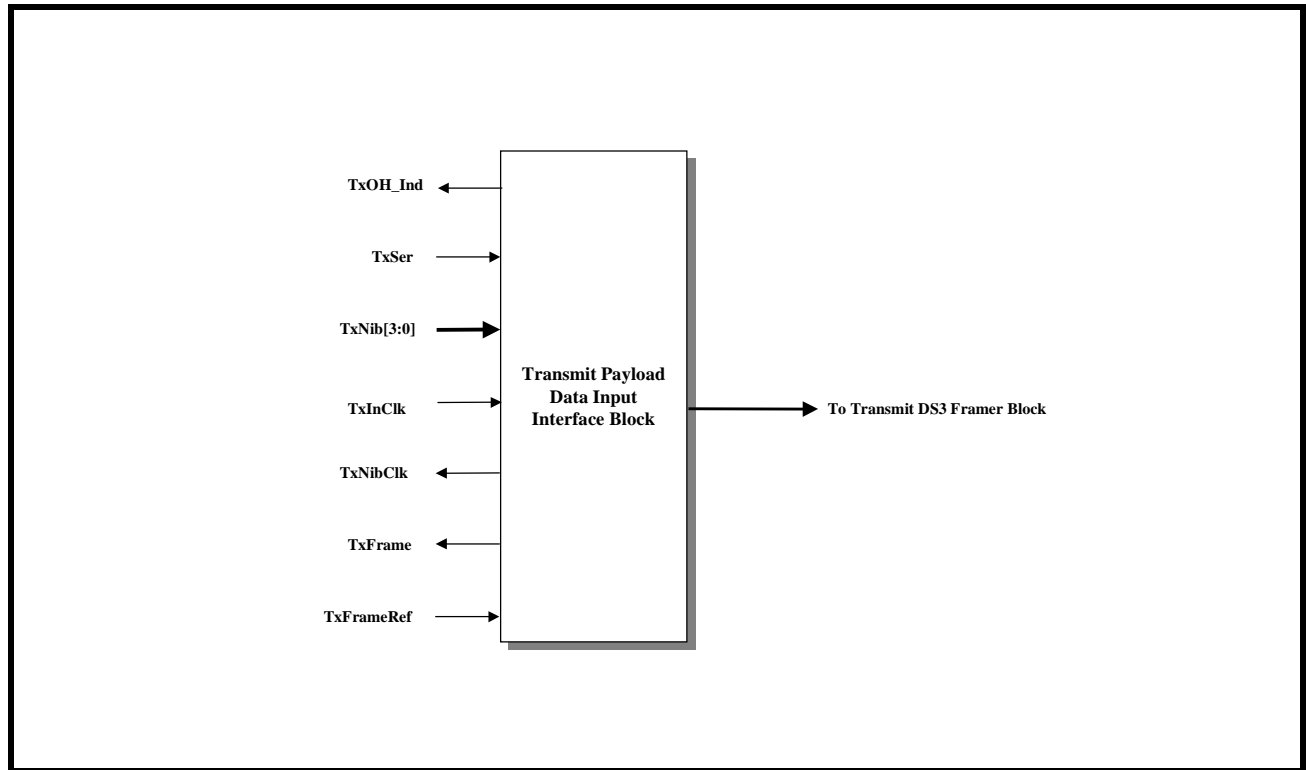 TxOH_Ind
TxSer
TxNib[3:0]
TxInClk
TxNibClk
TxFrame
TxFrameRef
Transmit Payload
Data Input
Interface Block
To Transmit DS3 Framer Block